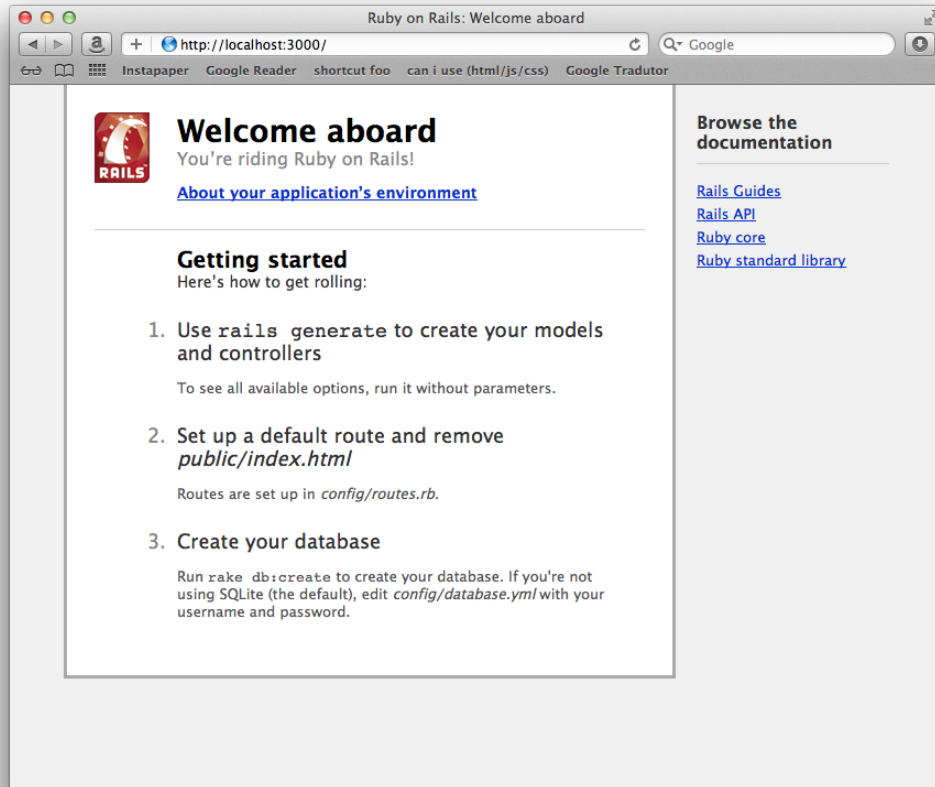 Ruby on Rails: Welcome aboard
a
http://localhost:3000/
Google
Instapaper Google Reader shortcut foo can i use (html/js/css) Google Tradutor
RAILS
Welcome aboard
You're riding Ruby on Rails!
About your application's environment
Getting started
Here's how to get rolling:
1. Use rails generate to create your models
and controllers
To see all available options, run it without parameters.
2. Set up a default route and remove
public/index.html
Routes are set up in config/routes.rb.
3. Create your database
Run rake db:create to create your database. If you're not
using SQLite (the default), edit config/database.yml with your
username and password.
Browse the
documentation
Rails Guides
Rails API
Ruby core
Ruby standard library